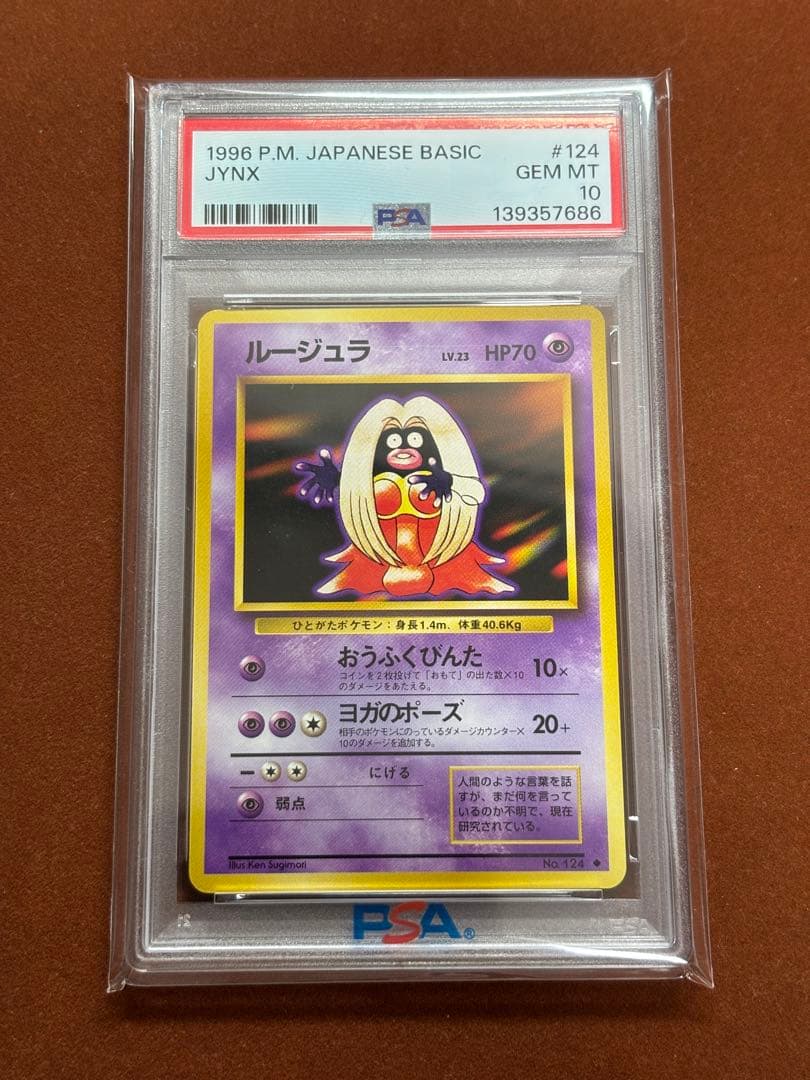 1996 P.M. JAPANESE BASIC #124
JYNX GEM MT
10
139357686
PSA
ルージュラ LV.23 HP70
ひとがたポケモン：身長1.4m、体重40.6Kg
おうふくびんた 10×
コインを2枚投げて「おもて」の出た数×10
のダメージをあたえる。
ヨガのポーズ 20+
相手のポケモンにのっているダメージカウンター×
10のダメージを追加する。
にげる
弱点
人間のような言葉を話
すが、まだ何を言って
いるのか不明で、現在
研究されている。
Illus. Ken Sugimori No. 124
PSA®